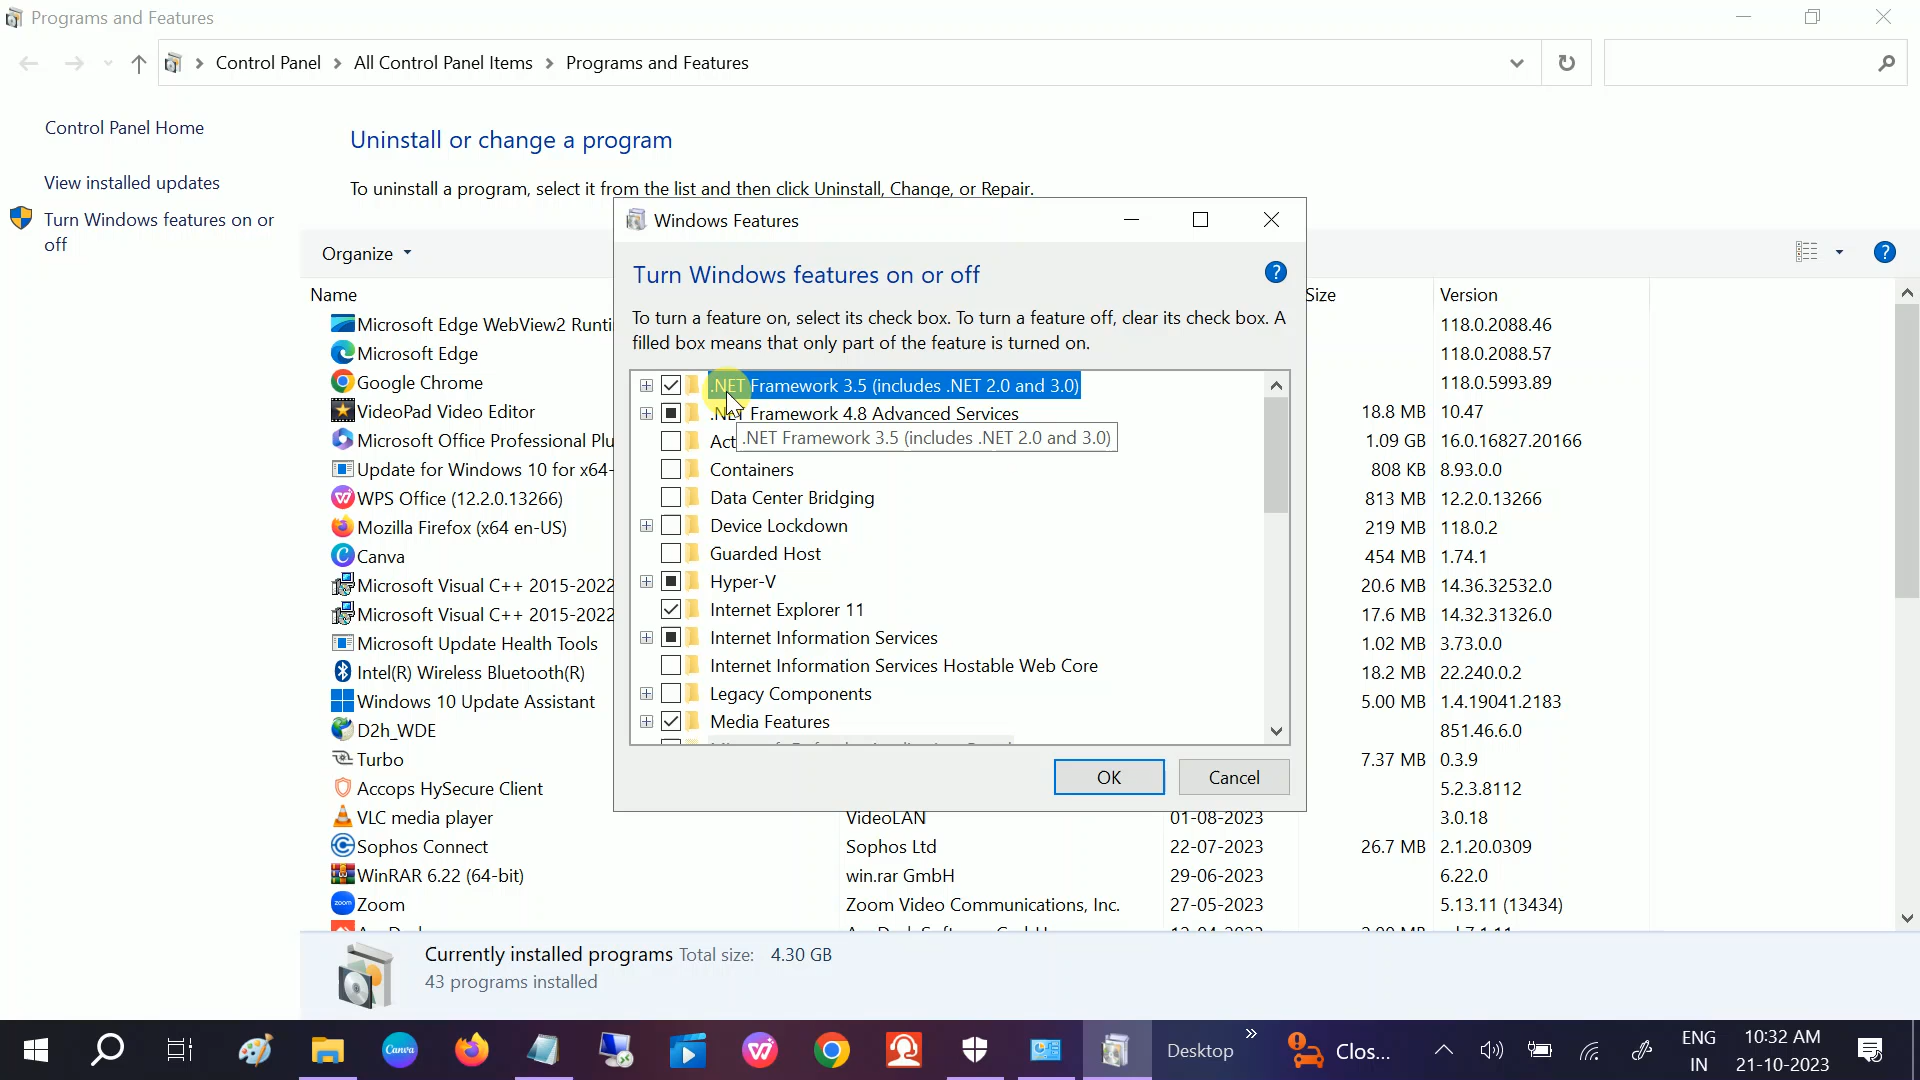 Programs and Features
Control Panel
All Control Panel Items
Programs and Features
Control Panel Home
View installed updates
Turn Windows features on or
off
Uninstall or change a program
To uninstall a program, select it from the list and then click Uninstall, Change, or Repair.
Organize
Name
Size
Version
Microsoft Edge WebView2 Runti
118.0.2088.46
Microsoft Edge
118.0.2088.57
Google Chrome
118.0.5993.89
VideoPad Video Editor
18.8 MB 10.47
Microsoft Office Professional Plu
1.09 GB 16.0.16827.20166
Update for Windows 10 for x64-
808 KB 8.93.0.0
WPS Office (12.2.0.13266)
813 MB 12.2.0.13266
Mozilla Firefox (x64 en-US)
219 MB 118.0.2
Canva
454 MB 1.74.1
Microsoft Visual C++ 2015-2022
20.6 MB 14.36.32532.0
Microsoft Visual C++ 2015-2022
17.6 MB 14.32.31326.0
Microsoft Update Health Tools
1.02 MB 3.73.0.0
Intel(R) Wireless Bluetooth(R)
18.2 MB 22.240.0.2
Windows 10 Update Assistant
5.00 MB 1.4.19041.2183
D2h_WDE
851.46.6.0
Turbo
7.37 MB 0.3.9
Accops HySecure Client
5.2.3.8112
VLC media player VideoLAN 01-08-2023 3.0.18
Sophos Connect Sophos Ltd 22-07-2023 26.7 MB 2.1.20.0309
WinRAR 6.22 (64-bit) win.rar GmbH 29-06-2023 6.22.0
Zoom Zoom Video Communications, Inc. 27-05-2023 5.13.11 (13434)
Currently installed programs Total size: 4.30 GB
43 programs installed
Windows Features
Turn Windows features on or off
To turn a feature on, select its check box. To turn a feature off, clear its check box. A
filled box means that only part of the feature is turned on.
.NET Framework 3.5 (includes .NET 2.0 and 3.0)
.NET Framework 4.8 Advanced Services
Act
.NET Framework 3.5 (includes .NET 2.0 and 3.0)
Containers
Data Center Bridging
Device Lockdown
Guarded Host
Hyper-V
Internet Explorer 11
Internet Information Services
Internet Information Services Hostable Web Core
Legacy Components
Media Features
OK
Cancel
Canva
zoom
Desktop
Clos...
ENG
IN
10:32 AM
21-10-2023